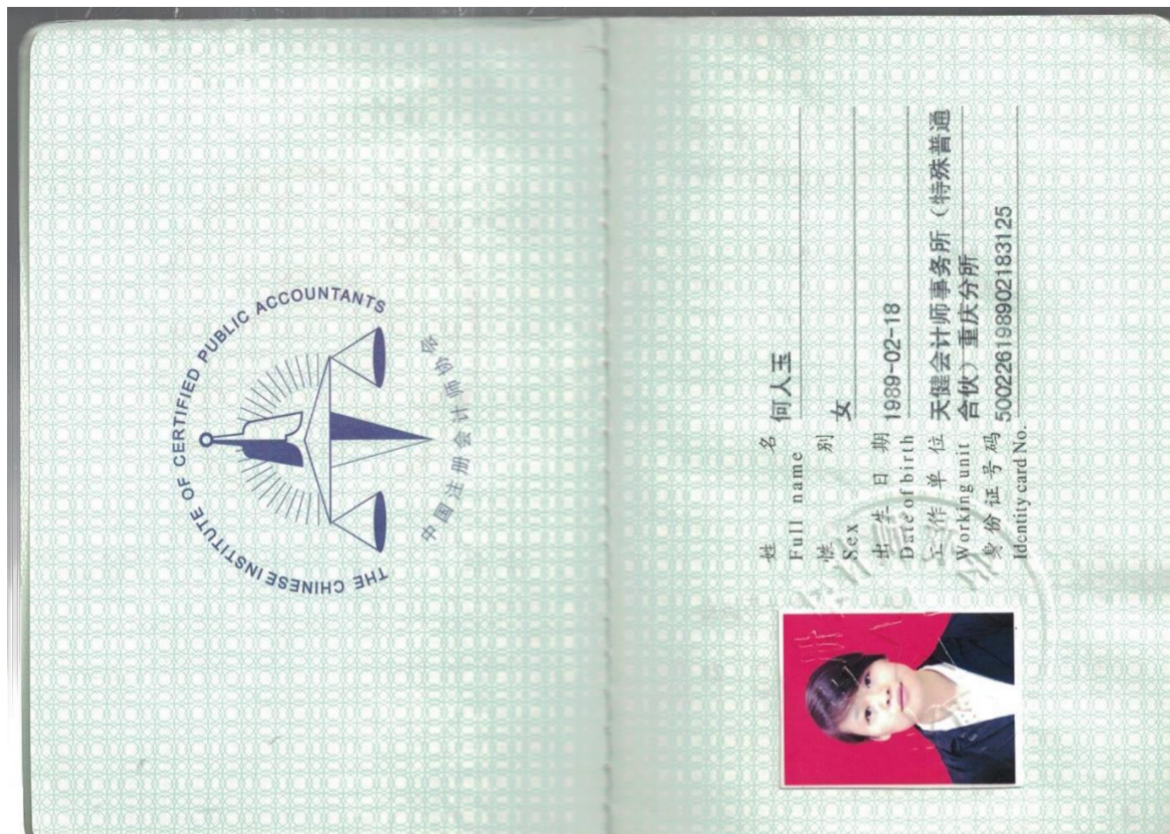 THE CHINESE INSTITUTE OF CERTIFIED PUBLIC ACCOUNTANTS
中国注册会计师协会
姓名 何人玉
Full name
性别 女
Sex
出生日期 1989-02-18
Date of birth
工作单位 天健会计师事务所（特殊普通
Working unit 合伙）重庆分所
身份证号码 500226198902183125
Identity card No.